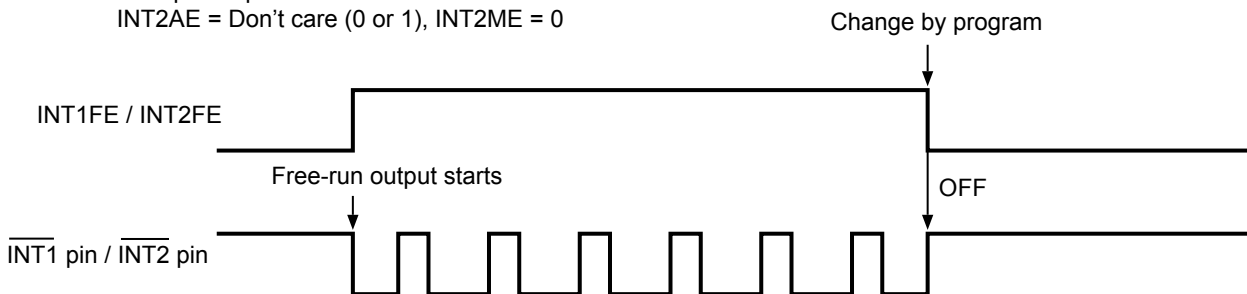 INT2AE = Don’t care (0 or 1), INT2ME = 0
Change by program
INT1FE / INT2FE
Free-run output starts
OFF
INT1 pin / INT2 pin